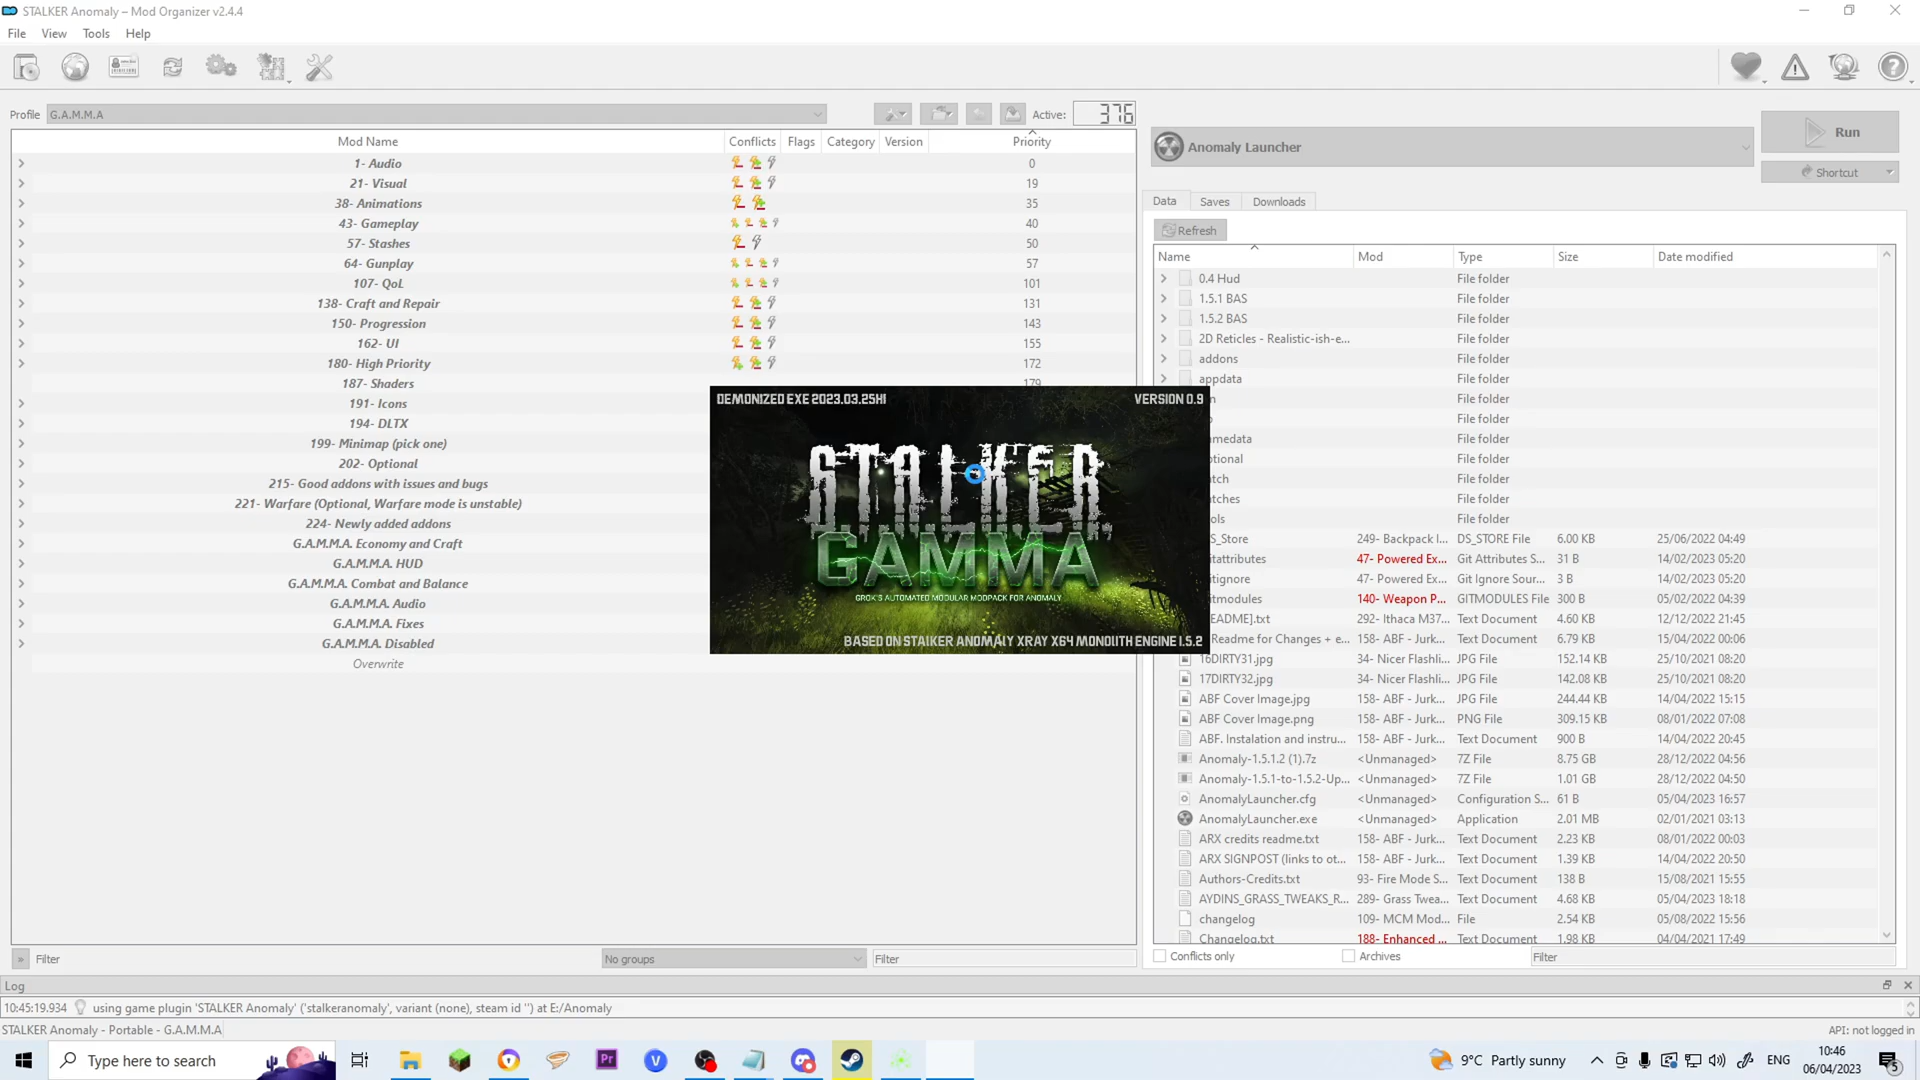 STALKER Anomaly – Mod Organizer v2.4.4
File View Tools Help
Profile G.A.M.M.A Active: 376
Mod Name Conflicts Flags Category Version Priority
1- Audio 0
21- Visual 19
38- Animations 35
43- Gameplay 40
57- Stashes 50
64- Gunplay 57
107- QoL 101
138- Craft and Repair 131
150- Progression 143
162- UI 155
180- High Priority 172
187- Shaders 179
191- Icons
194- DLTX
199- Minimap (pick one)
202- Optional
215- Good addons with issues and bugs
221- Warfare (Optional, Warfare mode is unstable)
224- Newly added addons
G.A.M.M.A. Economy and Craft
G.A.M.M.A. HUD
G.A.M.M.A. Combat and Balance
G.A.M.M.A. Audio
G.A.M.M.A. Fixes
G.A.M.M.A. Disabled
Overwrite
DEMONIZED EXE 2023.03.25HI VERSION 0.9
STALKER
GAMMA
GROK'S AUTOMATED MODULAR MODPACK FOR ANOMALY
BASED ON STALKER ANOMALY XRAY X64 MONOLITH ENGINE 1.5.2
Anomaly Launcher
Run
Shortcut
Data Saves Downloads
Refresh
Name Mod Type Size Date modified
0.4 Hud File folder
1.5.1 BAS File folder
1.5.2 BAS File folder
2D Reticles - Realistic-ish-e... File folder
addons File folder
appdata File folder
n File folder
File folder
medata File folder
tional File folder
tch File folder
tches File folder
ols File folder
S_Store 249- Backpack I... DS_STORE File 6.00 KB 25/06/2022 04:49
itattributes 47- Powered Ex... Git Attributes S... 31 B 14/02/2023 05:20
itignore 47- Powered Ex... Git Ignore Sour... 3 B 14/02/2023 05:20
itmodules 140- Weapon P... GITMODULES File 300 B 05/02/2022 04:39
EADME].txt 292- Ithaca M37... Text Document 4.60 KB 12/12/2022 21:45
Readme for Changes + e... 158- ABF - Jurk... Text Document 6.79 KB 15/04/2022 00:06
16DIRTY31.jpg 34- Nicer Flashli... JPG File 152.14 KB 25/10/2021 08:20
17DIRTY32.jpg 34- Nicer Flashli... JPG File 142.08 KB 25/10/2021 08:20
ABF Cover Image.jpg 158- ABF - Jurk... JPG File 244.44 KB 14/04/2022 15:15
ABF Cover Image.png 158- ABF - Jurk... PNG File 309.15 KB 08/01/2022 07:08
ABF. Instalation and instru... 158- ABF - Jurk... Text Document 900 B 14/04/2022 20:45
Anomaly-1.5.1.2 (1).7z <Unmanaged> 7Z File 8.75 GB 28/12/2022 04:56
Anomaly-1.5.1-to-1.5.2-Up... <Unmanaged> 7Z File 1.01 GB 28/12/2022 04:50
AnomalyLauncher.cfg <Unmanaged> Configuration S... 61 B 05/04/2023 16:57
AnomalyLauncher.exe <Unmanaged> Application 2.01 MB 02/01/2021 03:13
ARX credits readme.txt 158- ABF - Jurk... Text Document 2.23 KB 08/01/2022 00:03
ARX SIGNPOST (links to ot... 158- ABF - Jurk... Text Document 1.39 KB 14/04/2022 20:50
Authors-Credits.txt 93- Fire Mode S... Text Document 138 B 15/08/2021 15:55
AYDINS_GRASS_TWEAKS_R... 289- Grass Twea... Text Document 4.68 KB 05/03/2023 18:18
changelog 109- MCM Mod... File 2.54 KB 05/08/2022 15:56
Changelog.txt 188- Enhanced ... Text Document 1.98 KB 04/04/2021 17:49
» Filter No groups Filter
Conflicts only Archives Filter
Log
10:45:19.934 using game plugin 'STALKER Anomaly' ('stalkeranomaly', variant (none), steam id '') at E:/Anomaly
STALKER Anomaly - Portable - G.A.M.M.A API: not logged in
Type here to search Pr V 9°C Partly sunny ENG 10:46
06/04/2023 5